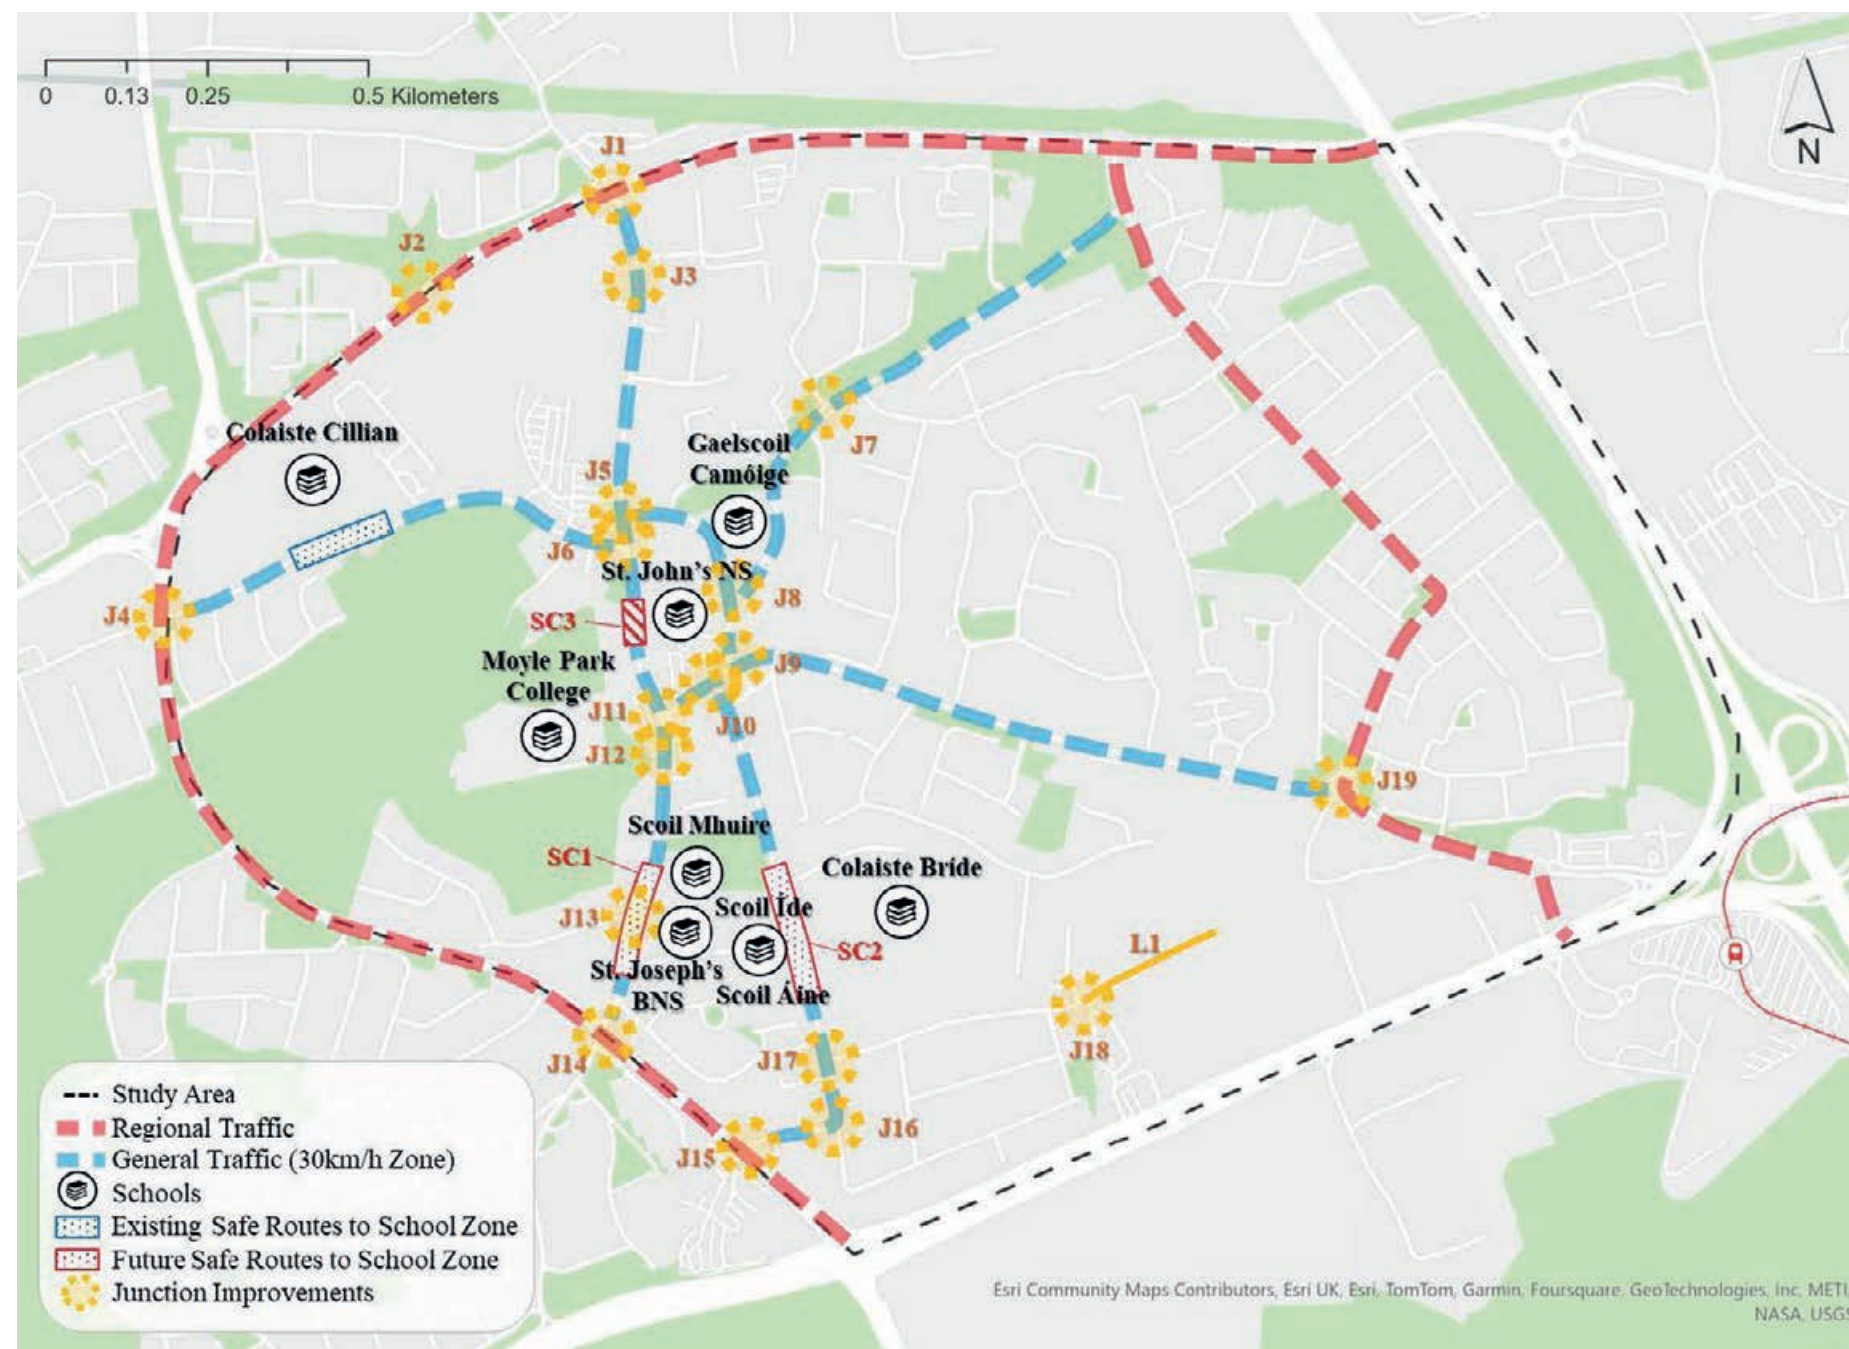 0 0.13 0.25 0.5 Kilometers
N
J1
J2
J3
Colaiste Cillian
Gaelscoil
Camóige
J7
J5
J6
St. John's NS
J8
J4
SC3
Moyle Park
College
J9
J11
J10
J12
J19
Scoil Mhuire
SC1
Colaiste Bríde
Scoil Íde
J13
SC2
L1
St. Joseph's
BNS
Scoil Áine
J14
J17
J18
J16
J15
Study Area
Regional Traffic
General Traffic (30km/h Zone)
Schools
Existing Safe Routes to School Zone
Future Safe Routes to School Zone
Junction Improvements
Esri Community Maps Contributors, Esri UK, Esri, TomTom, Garmin, Foursquare, GeoTechnologies, Inc, METI
NASA, USGS